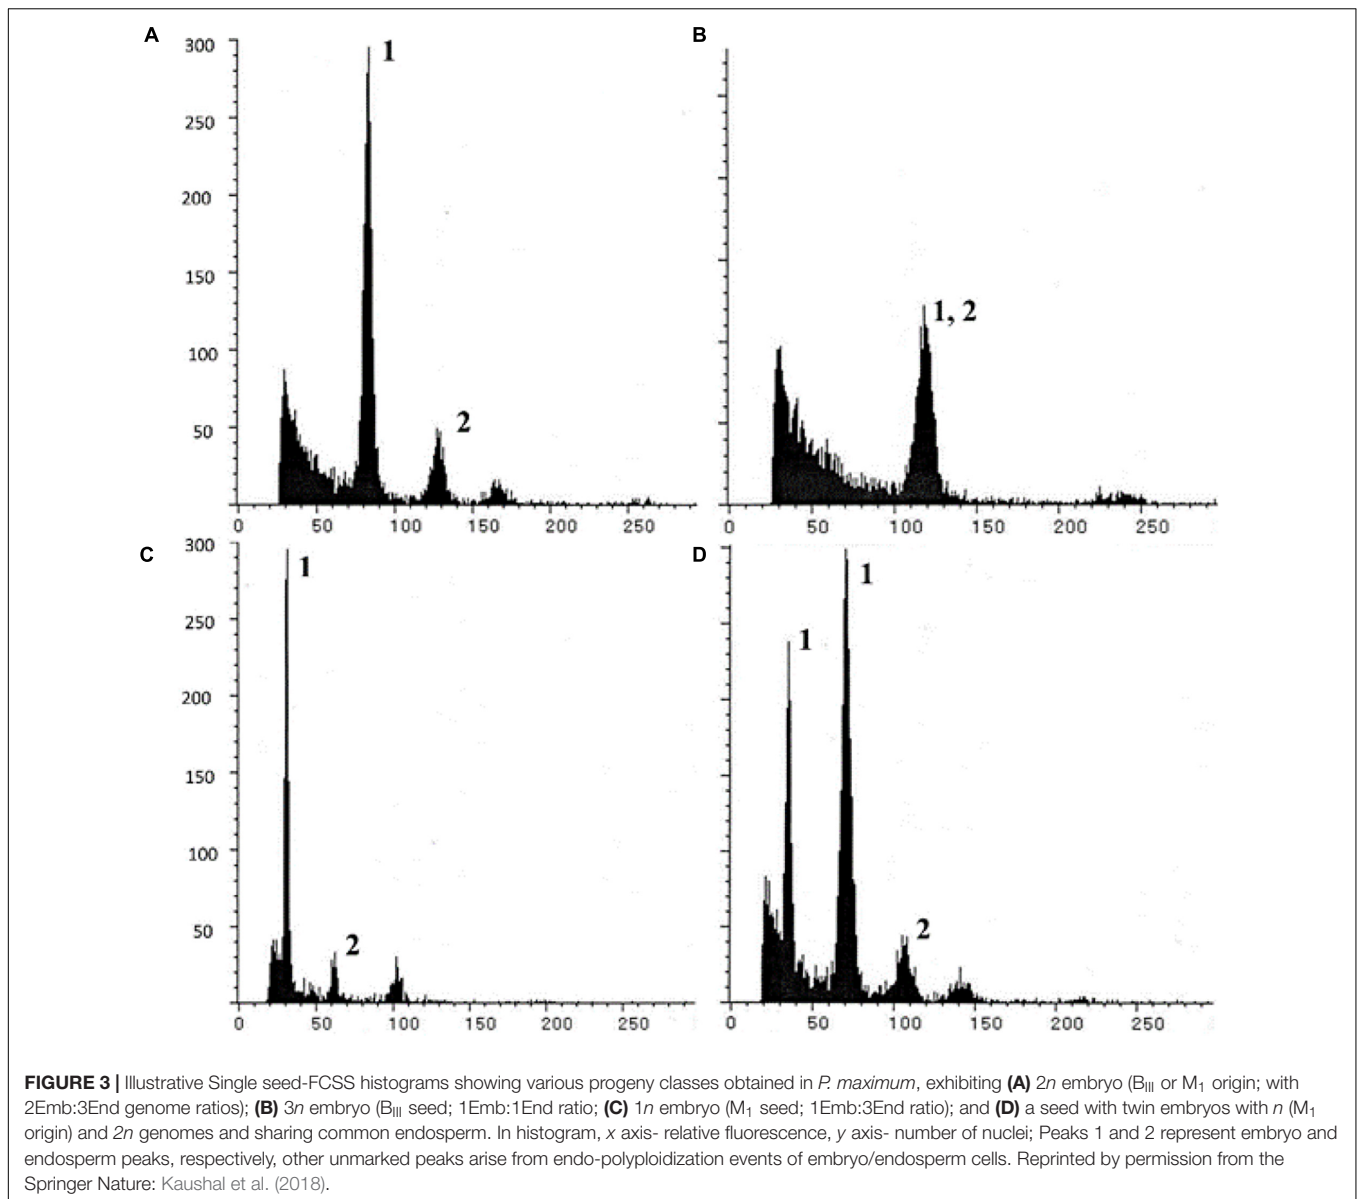 A
B
300
250
200
150
100
50
1
2
0 50 100 150 200 250
1, 2
0 50 100 150 200 250
C
D
300
250
200
150
100
50
1
2
0 50 100 150 200 250
1
1
2
0 50 100 150 200 250
FIGURE 3 | Illustrative Single seed-FCSS histograms showing various progeny classes obtained in P. maximum, exhibiting (A) 2n embryo (BIII or M1 origin; with
2Emb:3End genome ratios); (B) 3n embryo (BIII seed; 1Emb:1End ratio; (C) 1n embryo (M1 seed; 1Emb:3End ratio); and (D) a seed with twin embryos with n (M1
origin) and 2n genomes and sharing common endosperm. In histogram, x axis- relative fluorescence, y axis- number of nuclei; Peaks 1 and 2 represent embryo and
endosperm peaks, respectively, other unmarked peaks arise from endo-polyploidization events of embryo/endosperm cells. Reprinted by permission from the
Springer Nature: Kaushal et al. (2018).